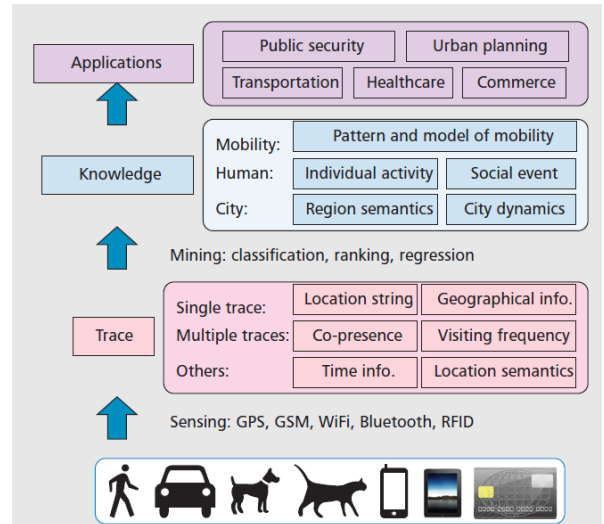 Applications
Public security
Urban planning
Transportation
Healthcare
Commerce
Knowledge
Mobility:
Pattern and model of mobility
Human:
Individual activity
Social event
City:
Region semantics
City dynamics
Mining: classification, ranking, regression
Trace
Single trace:
Location string
Geographical info.
Multiple traces:
Co-presence
Visiting frequency
Others:
Time info.
Location semantics
Sensing: GPS, GSM, WiFi, Bluetooth, RFID